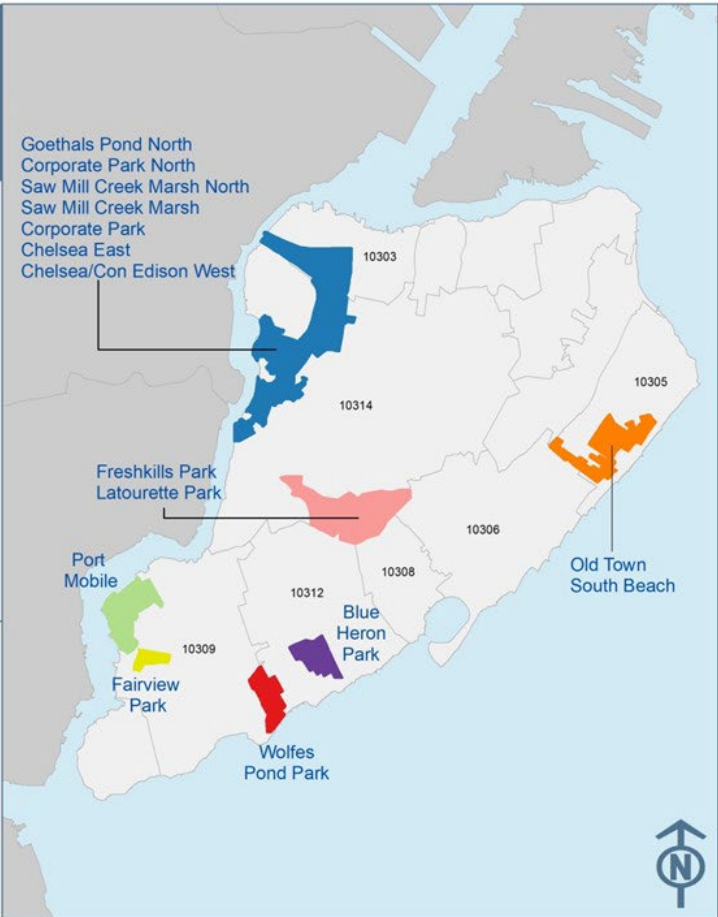 Goethals Pond North
Corporate Park North
Saw Mill Creek Marsh North
Saw Mill Creek Marsh
Corporate Park
Chelsea East
Chelsea/Con Edison West
10303
10305
10314
Freshkills Park
Latourette Park
10306
Old Town
South Beach
Port
Mobile
10308
10312
Blue
Heron
Park
10309
Fairview
Park
Wolfes
Pond Park
N